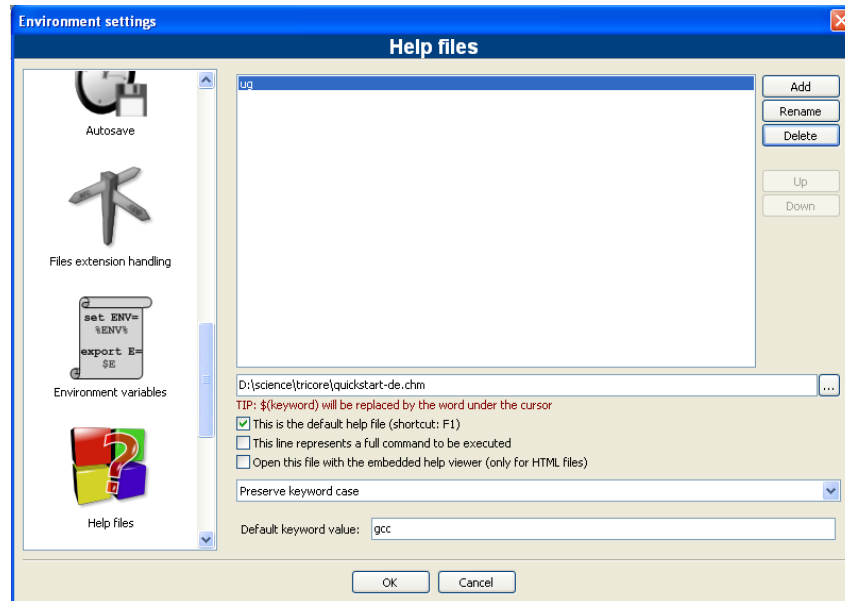 Environment settings
Help files
Autosave
Files extension handling
set ENV=
%ENV%
export E=
$E
Environment variables
Help files
ug
Add
Rename
Delete
Up
Down
D:\science\tricore\quickstart-de.chm
...
TIP: $(keyword) will be replaced by the word under the cursor
This is the default help file (shortcut: F1)
This line represents a full command to be executed
Open this file with the embedded help viewer (only for HTML files)
Preserve keyword case
Default keyword value: gcc
OK Cancel